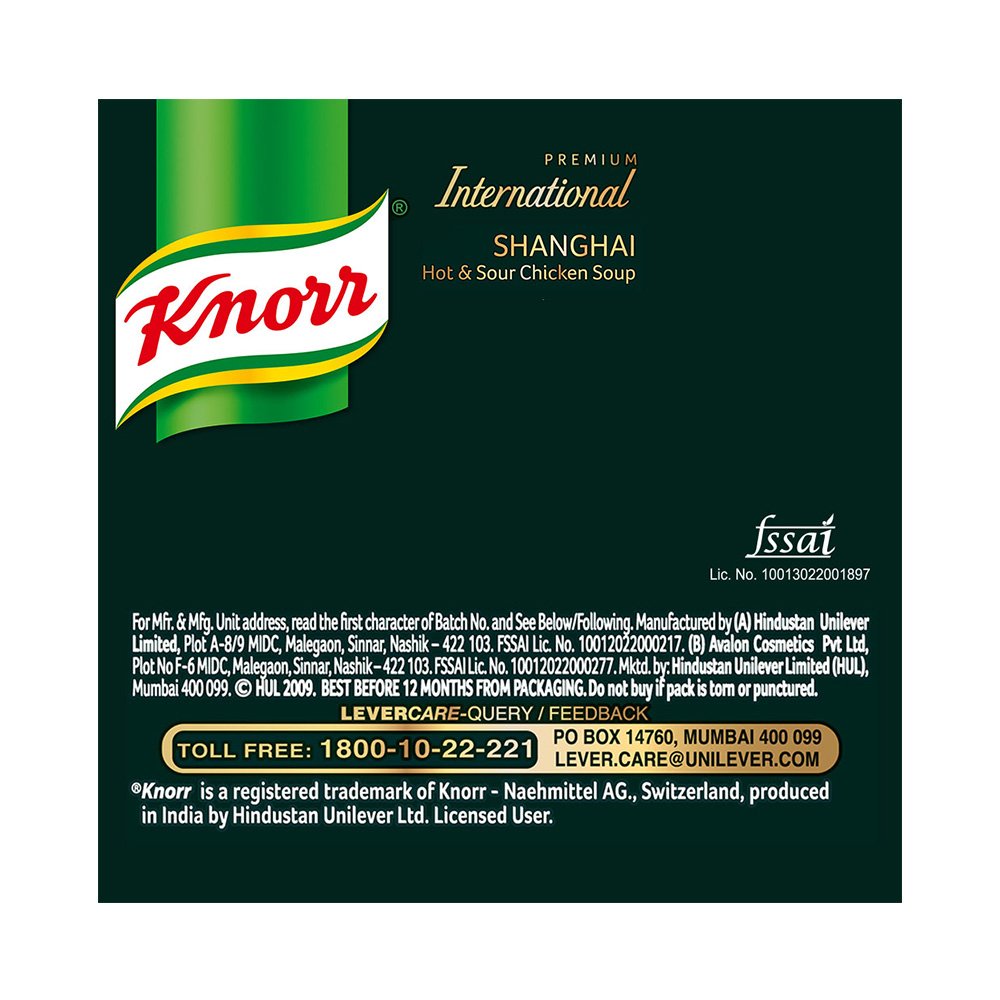 PREMIUM
International
SHANGHAI
Hot & Sour Chicken Soup
Knorr®
fssai
Lic. No. 10013022001897
For Mfr. & Mfg. Unit address, read the first character of Batch No. and See Below/Following. Manufactured by (A) Hindustan Unilever
Limited, Plot A-8/9 MIDC, Malegaon, Sinnar, Nashik – 422 103. FSSAI Lic. No. 10012022000217. (B) Avalon Cosmetics Pvt Ltd,
Plot No F-6 MIDC, Malegaon, Sinnar, Nashik – 422 103. FSSAI Lic. No. 10012022000277. Mktd. by: Hindustan Unilever Limited (HUL),
Mumbai 400 099. © HUL 2009. BEST BEFORE 12 MONTHS FROM PACKAGING. Do not buy if pack is torn or punctured.
LEVERCARE-QUERY / FEEDBACK
TOLL FREE: 1800-10-22-221
PO BOX 14760, MUMBAI 400 099
LEVER.CARE@UNILEVER.COM
®Knorr is a registered trademark of Knorr - Naehmittel AG., Switzerland, produced
in India by Hindustan Unilever Ltd. Licensed User.